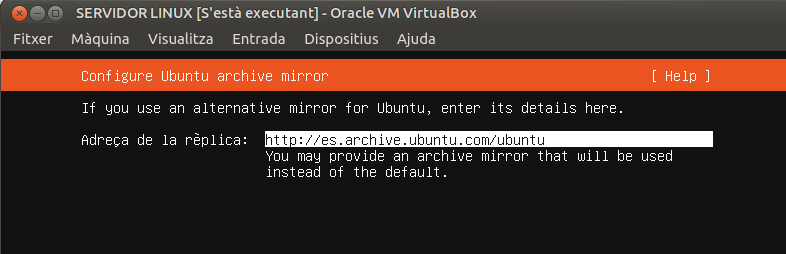 SERVIDOR LINUX [S'està executant] - Oracle VM VirtualBox
Fitxer Màquina Visualitza Entrada Dispositius Ajuda
Configure Ubuntu archive mirror [ Help ]
If you use an alternative mirror for Ubuntu, enter its details here.
Adreça de la rèplica: http://es.archive.ubuntu.com/ubuntu
You may provide an archive mirror that will be used
instead of the default.